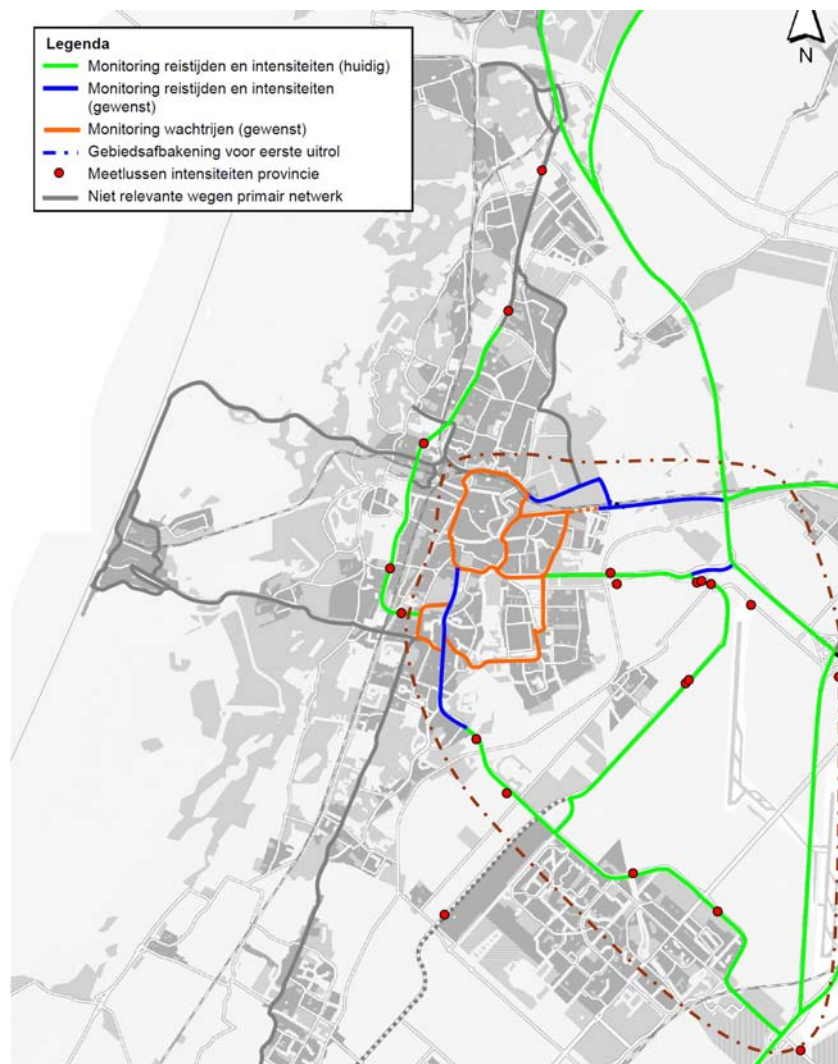 Legenda
Monitoring reistijden en intensiteiten (huidig)
Monitoring reistijden en intensiteiten
(gewenst)
Monitoring wachtrijen (gewenst)
Gebiedsafbakening voor eerste uitrol
Meetlussen intensiteiten provincie
Niet relevante wegen primair netwerk
N